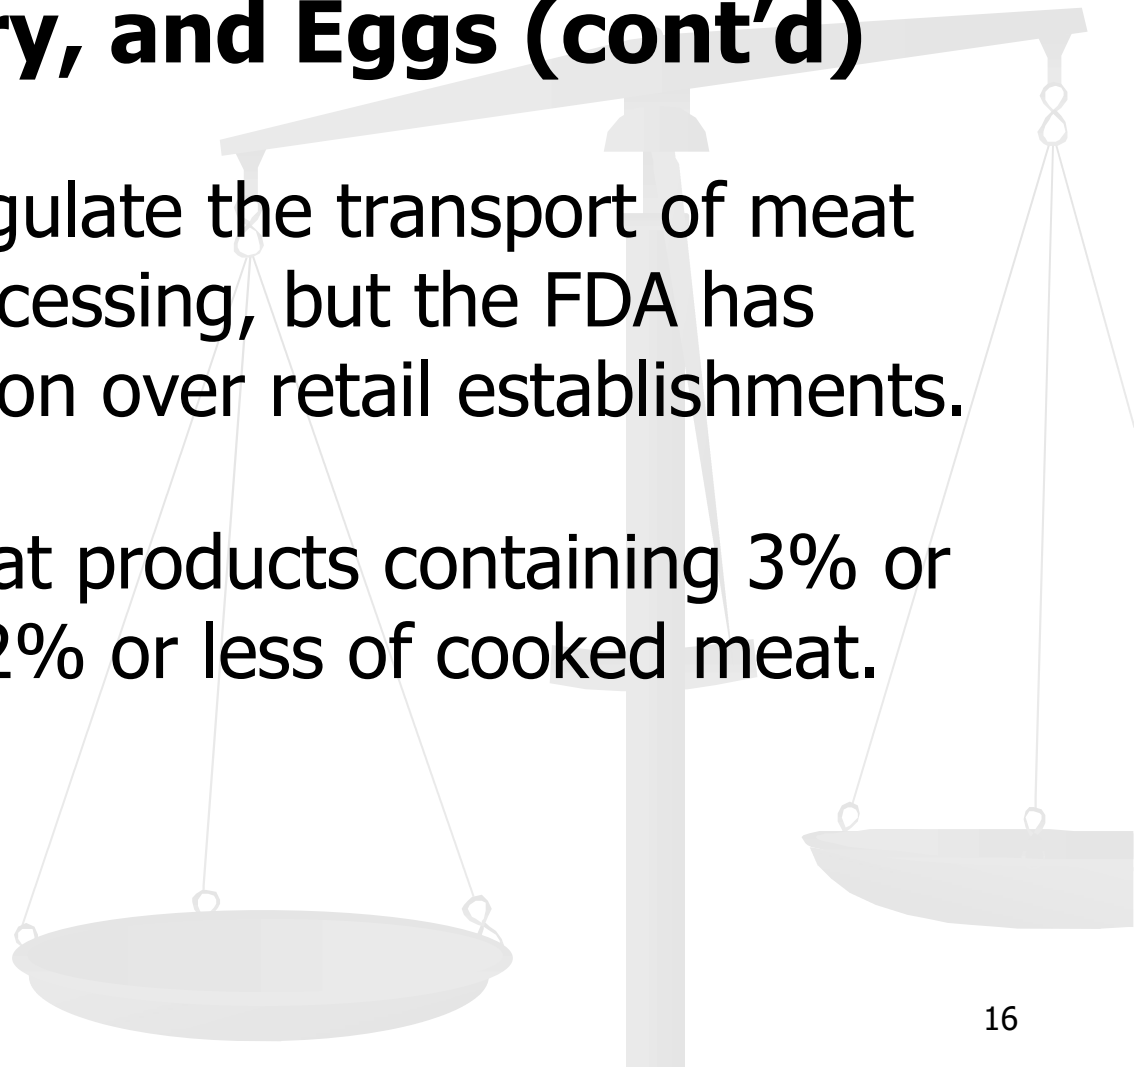 ry, and Eggs (cont’d)
gulate the transport of meat
cessing, but the FDA has
on over retail establishments.
at products containing 3% or
2% or less of cooked meat.
16